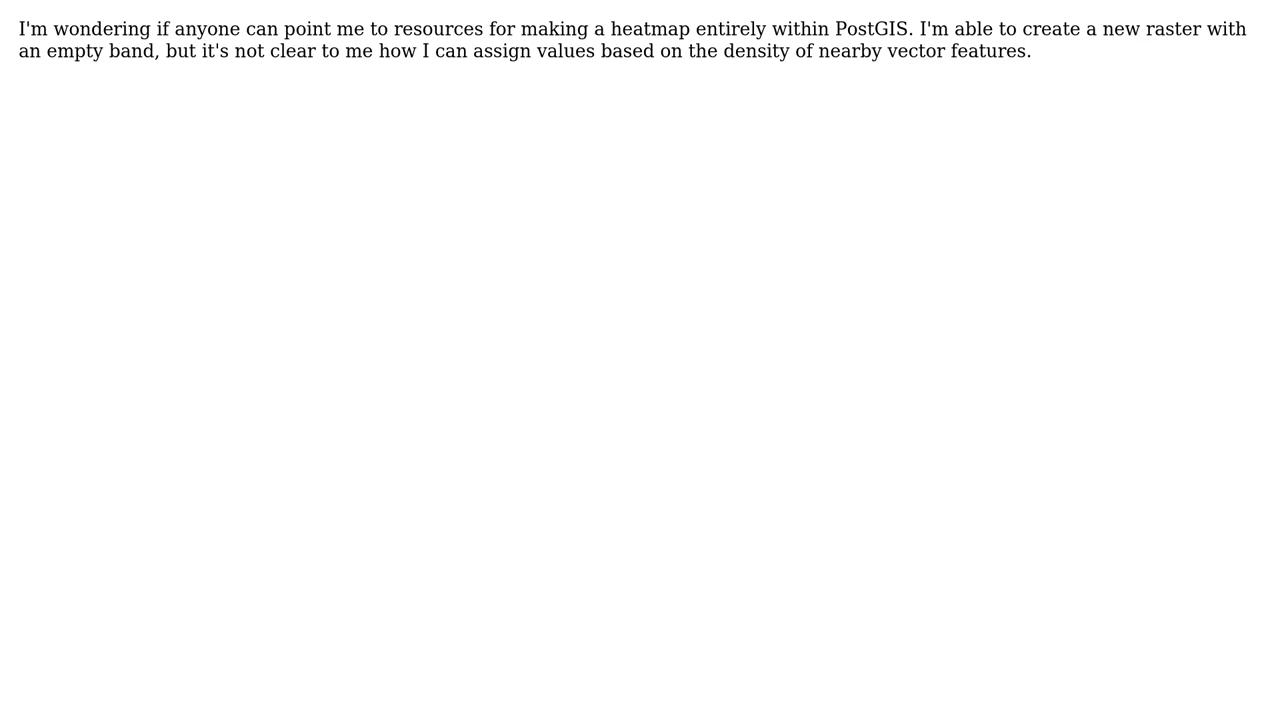 I'm wondering if anyone can point me to resources for making a heatmap entirely within PostGIS. I'm able to create a new raster with
an empty band, but it's not clear to me how I can assign values based on the density of nearby vector features.